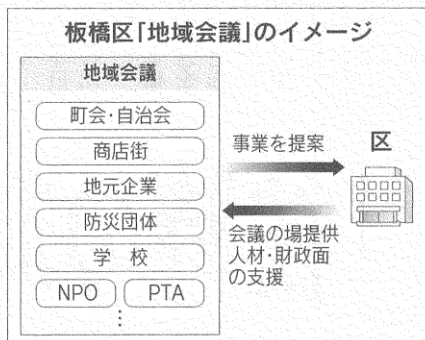 板橋区「地域会議」のイメージ
地域会議
町会・自治会
商店街
地元企業
防災団体
学 校
NPO PTA
⋮
事業を提案
区
会議の場提供
人材・財政面
の支援